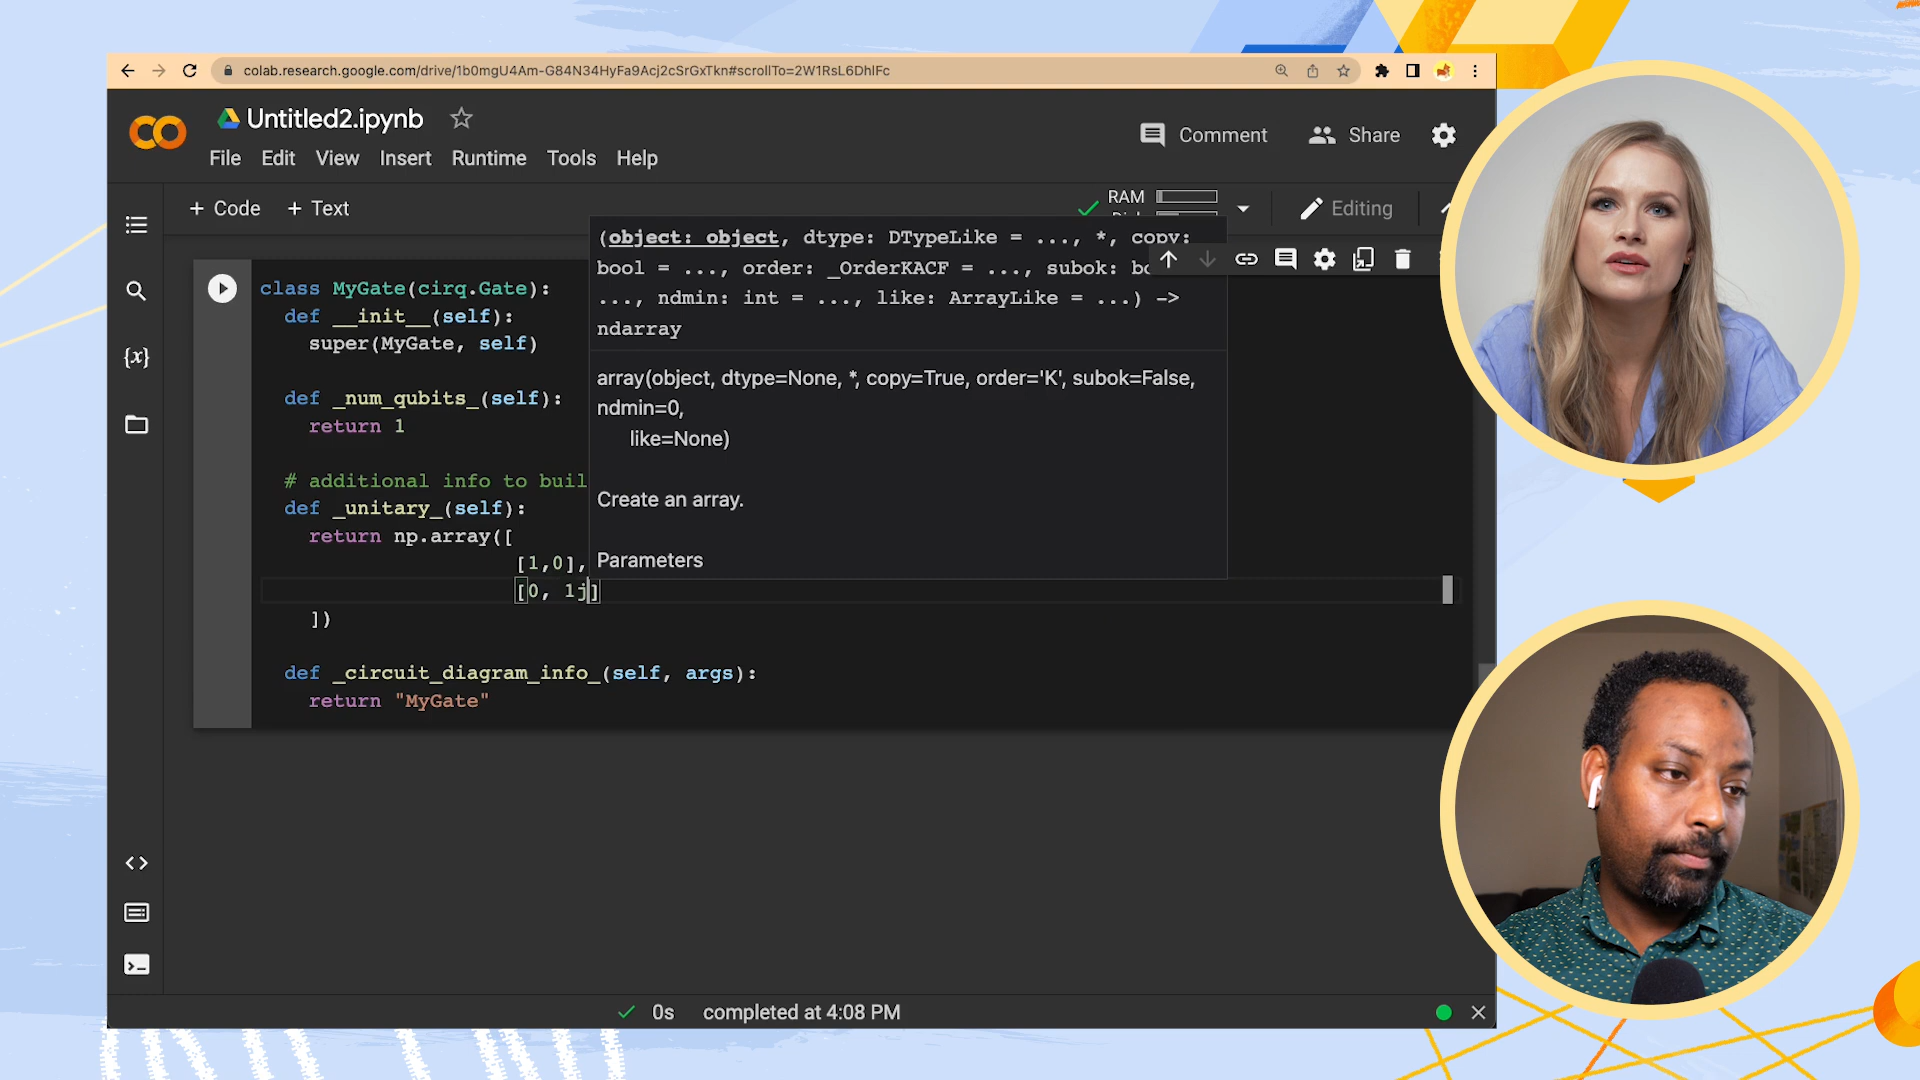 colab.research.google.com/drive/1b0mgU4Am-G84N34HyFa9Acj2cSrGxTkn#scrollTo=2W1RsL6DhlFc
Untitled2.ipynb
File Edit View Insert Runtime Tools Help
Comment Share
+ Code + Text
RAM
Editing
(object: object, dtype: DTypeLike = ..., *, copy:
bool = ..., order: _OrderKACF = ..., subok:
..., ndmin: int = ..., like: ArrayLike = ...) ->
ndarray
array(object, dtype=None, *, copy=True, order='K', subok=False,
ndmin=0,
like=None)
Create an array.
Parameters
{x}
class MyGate(cirq.Gate):
def __init__(self):
super(MyGate, self)
def _num_qubits_(self):
return 1
# additional info to buil
def _unitary_(self):
return np.array([
[1,0],
[0, 1j]
])
def _circuit_diagram_info_(self, args):
return "MyGate"
0s completed at 4:08 PM